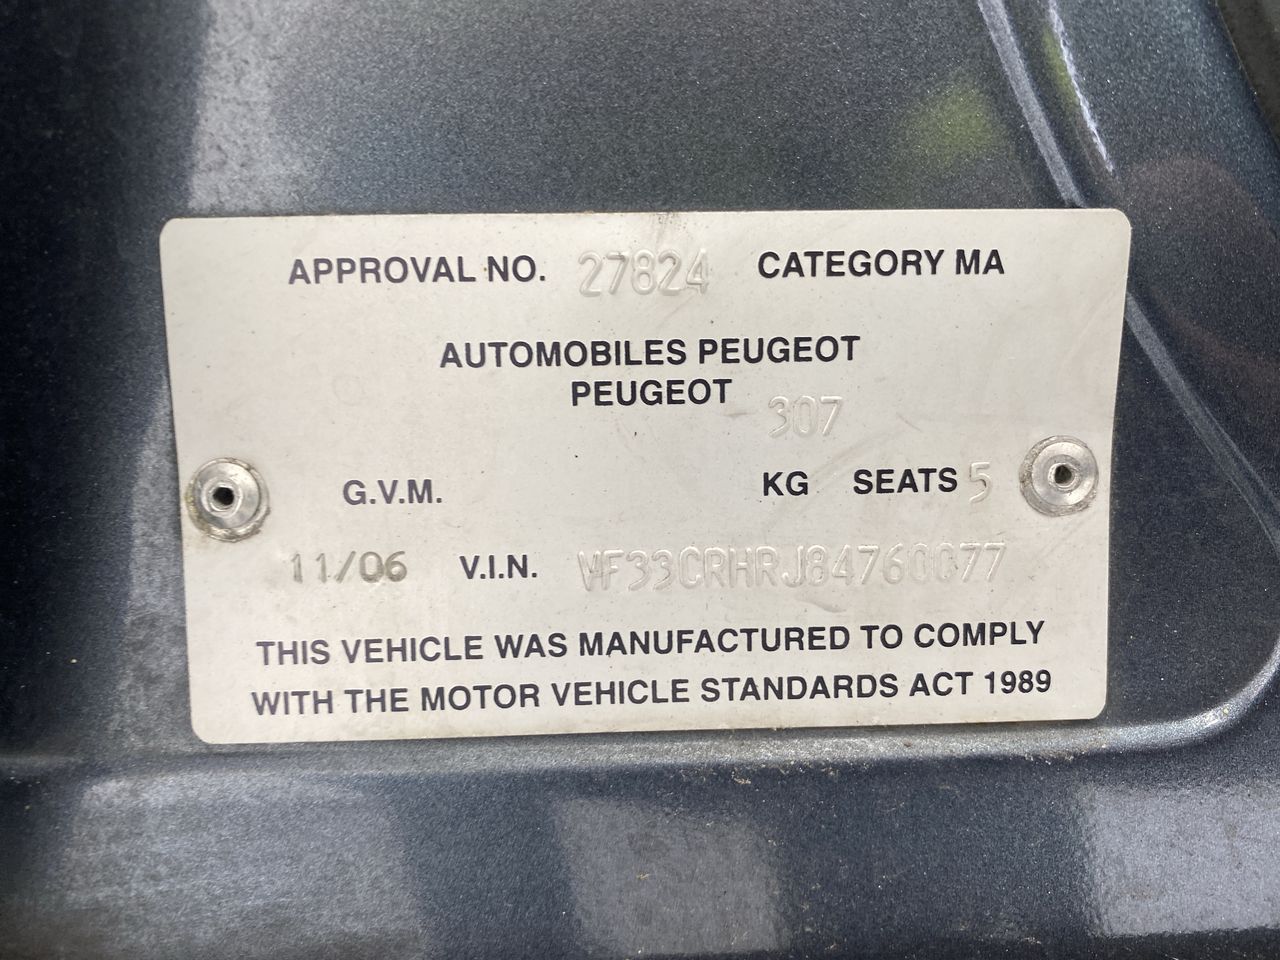 APPROVAL NO. 27824 CATEGORY MA
AUTOMOBILES PEUGEOT
PEUGEOT
307
G.V.M. KG SEATS 5
11/06 V.I.N. VF33CRHRJ84760077
THIS VEHICLE WAS MANUFACTURED TO COMPLY
WITH THE MOTOR VEHICLE STANDARDS ACT 1989